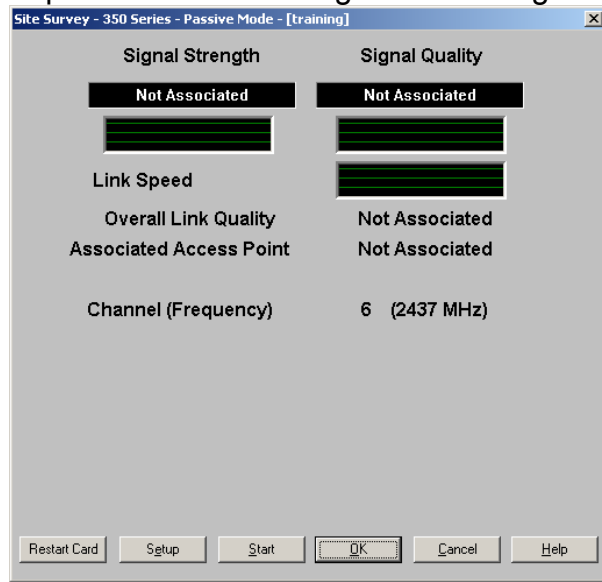 Site Survey - 350 Series - Passive Mode - [training]
Signal Strength Signal Quality
Not Associated Not Associated
Link Speed
Overall Link Quality Not Associated
Associated Access Point Not Associated
Channel (Frequency) 6 (2437 MHz)
Restart Card Setup Start OK Cancel Help